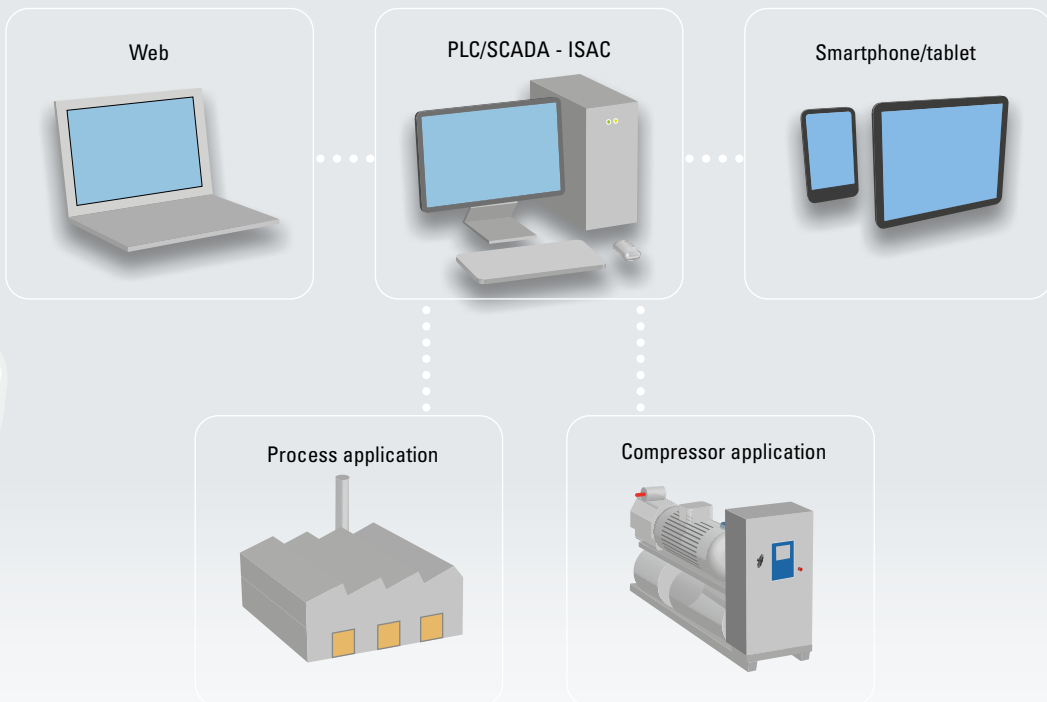 Web
PLC/SCADA - ISAC
Smartphone/tablet
Process application
Compressor application